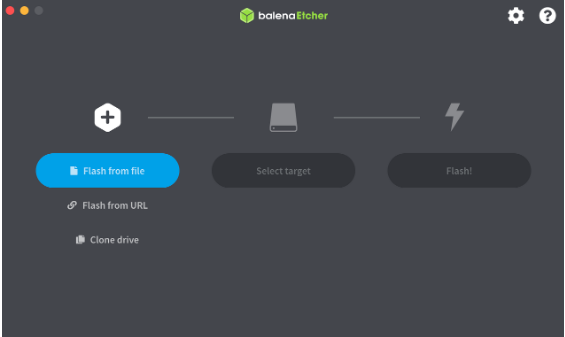 balenaEtcher
Flash from file
Select target
Flash!
Flash from URL
Clone drive